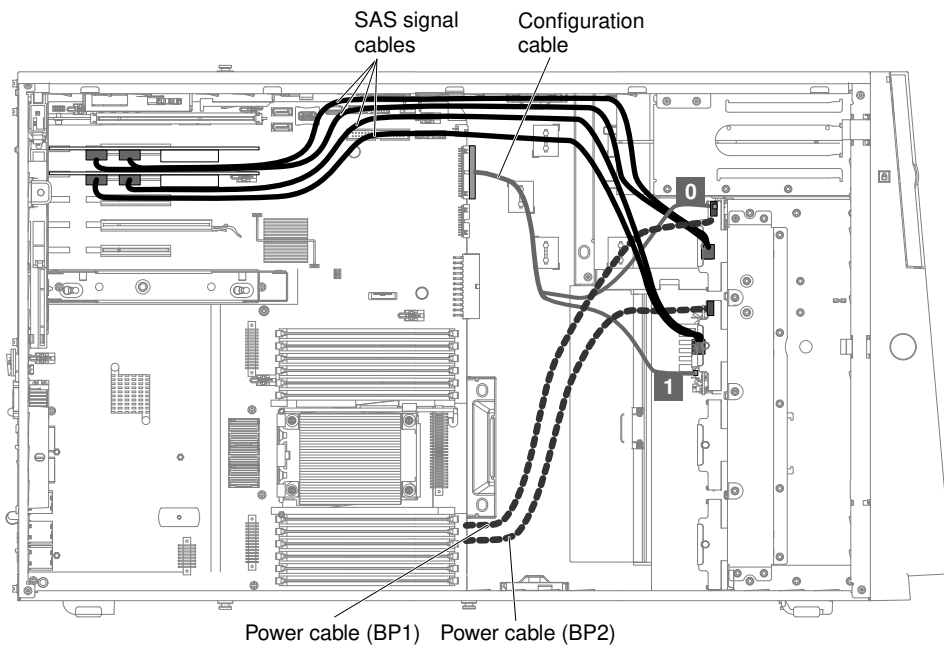 SAS signal
cables
Configuration
cable
0
1
Power cable (BP1)
Power cable (BP2)